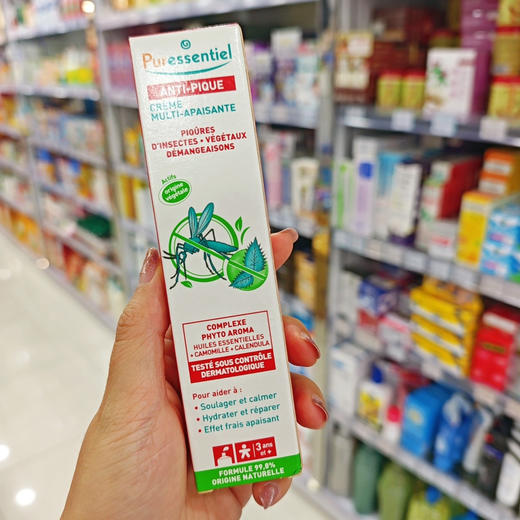 Puressentiel
ANTI-PIQUE
CRÈME
MULTI-APAISANTE
PIQÛRES
D'INSECTES • VÉGÉTAUX
DÉMANGEAISONS
Actifs
origine
végétale
COMPLEXE
PHYTO AROMA
HUILES ESSENTIELLES
+ CAMOMILLE + CALENDULA
TESTÉ SOUS CONTRÔLE
DERMATOLOGIQUE
Pour aider à :
• Soulager et calmer
• Hydrater et réparer
• Effet frais apaisant
3 ans
et +
FORMULE 99,8%
ORIGINE NATURELLE